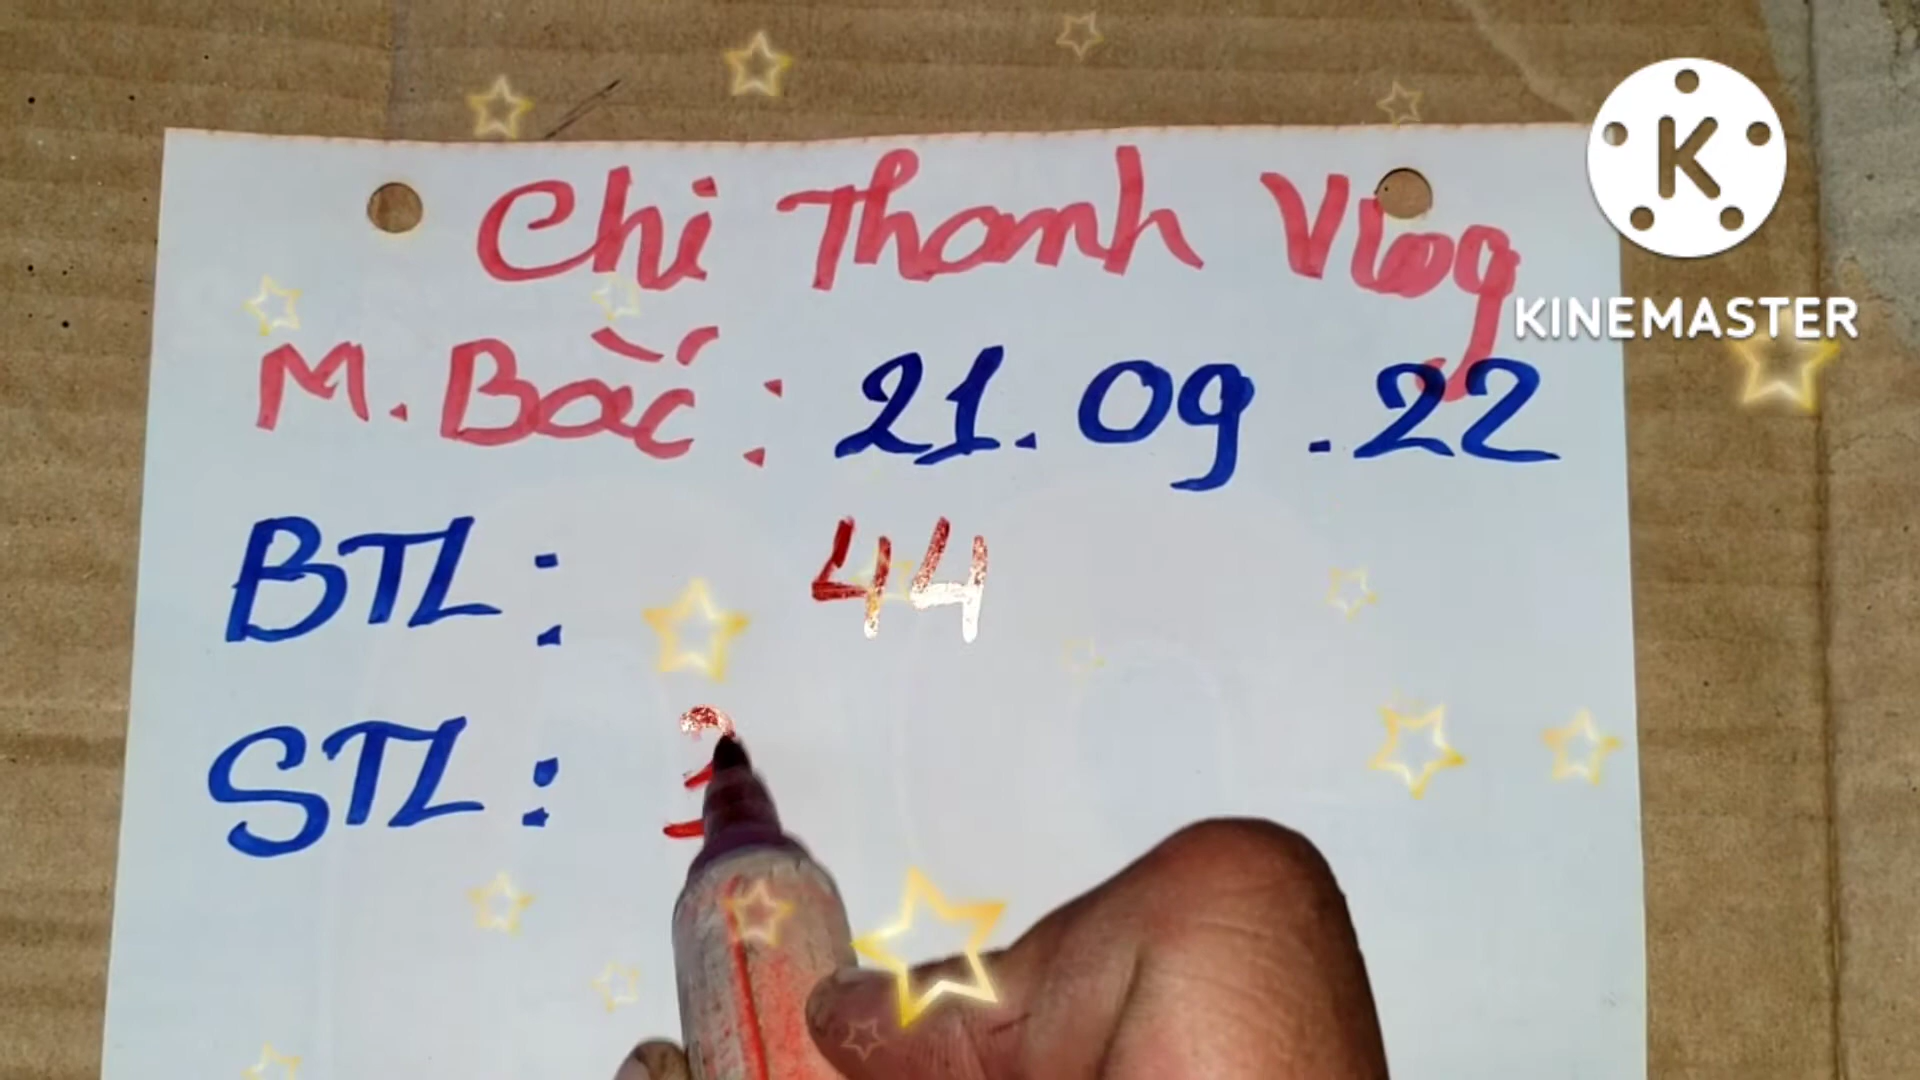 Chi Thanh Vlog
KINEMASTER
M. Bắc: 21.09.22
BTL: 44
STL: